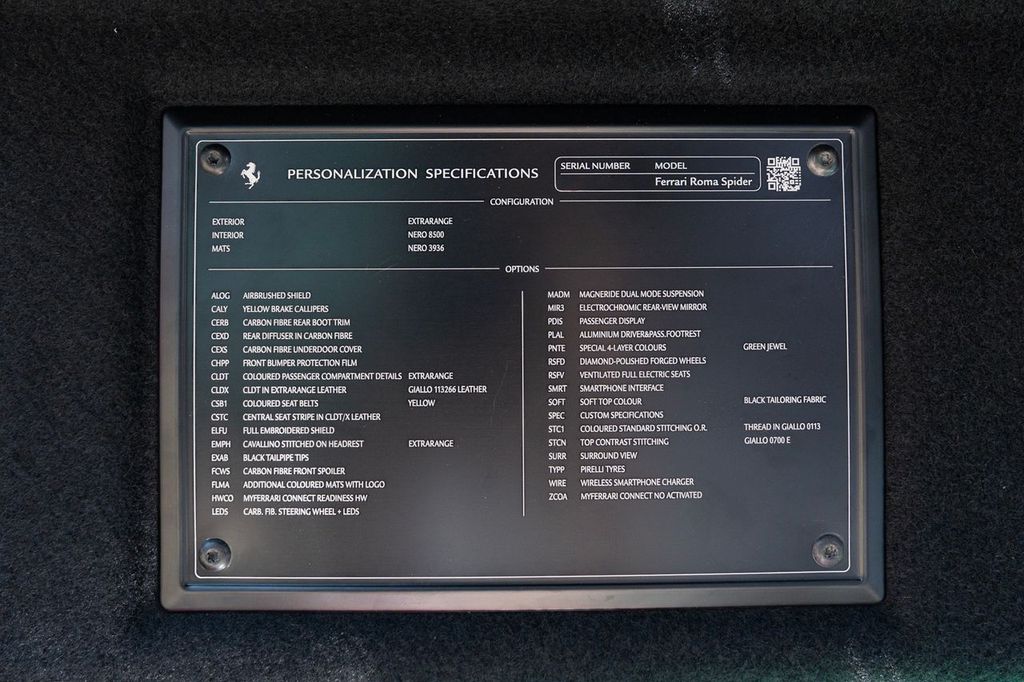 PERSONALIZATION SPECIFICATIONS
SERIAL NUMBER MODEL
Ferrari Roma Spider
CONFIGURATION
EXTERIOR EXTRARANGE
INTERIOR NERO 8500
MATS NERO 3936
OPTIONS
ALOG AIRBRUSHED SHIELD
CALY YELLOW BRAKE CALLIPERS
CERB CARBON FIBRE REAR BOOT TRIM
CEXD REAR DIFFUSER IN CARBON FIBRE
CEXS CARBON FIBRE UNDERDOOR COVER
CHPP FRONT BUMPER PROTECTION FILM
CLDT COLOURED PASSENGER COMPARTMENT DETAILS EXTRARANGE
CLDX CLDT IN EXTRARANGE LEATHER GIALLO 113266 LEATHER
CSB1 COLOURED SEAT BELTS YELLOW
CSTC CENTRAL SEAT STRIPE IN CLDT/X LEATHER
ELFU FULL EMBROIDERED SHIELD
EMPH CAVALLINO STITCHED ON HEADREST EXTRARANGE
EXAB BLACK TAILPIPE TIPS
FCWS CARBON FIBRE FRONT SPOILER
FLMA ADDITIONAL COLOURED MATS WITH LOGO
HWCO MYFERRARI CONNECT READINESS HW
LEDS CARB. FIB. STEERING WHEEL + LEDS
MADM MAGNERIDE DUAL MODE SUSPENSION
MIR3 ELECTROCHROMIC REAR-VIEW MIRROR
PDIS PASSENGER DISPLAY
PLAL ALUMINIUM DRIVER&PASS.FOOTREST
PNTE SPECIAL 4-LAYER COLOURS GREEN JEWEL
RSFD DIAMOND-POLISHED FORGED WHEELS
RSFV VENTILATED FULL ELECTRIC SEATS
SMRT SMARTPHONE INTERFACE
SOFT SOFT TOP COLOUR BLACK TAILORING FABRIC
SPEC CUSTOM SPECIFICATIONS
STC1 COLOURED STANDARD STITCHING O.R. THREAD IN GIALLO 0113
STCN TOP CONTRAST STITCHING GIALLO 0700 E
SURR SURROUND VIEW
TYPP PIRELLI TYRES
WIRE WIRELESS SMARTPHONE CHARGER
ZCOA MYFERRARI CONNECT NO ACTIVATED